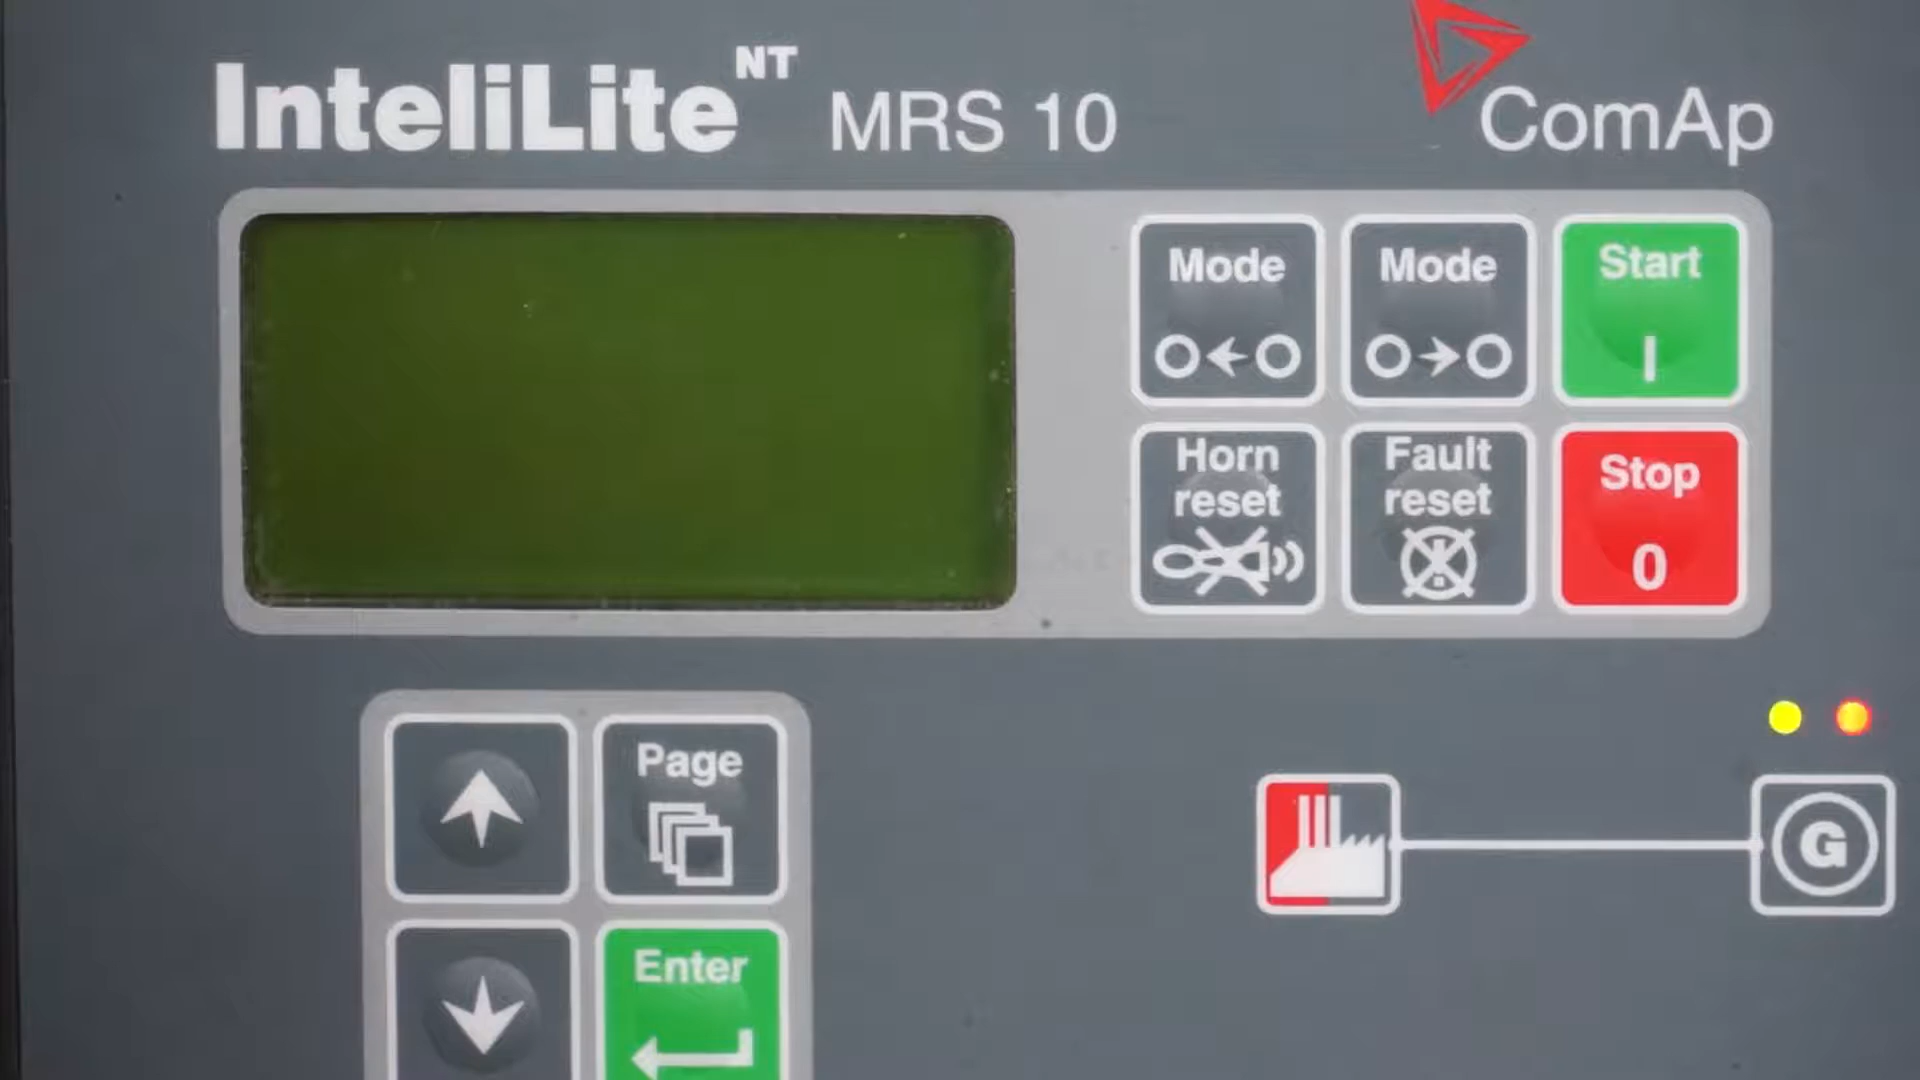 InteliLite NT MRS 10
ComAp
Mode
Mode
Start
I
Horn
reset
Fault
reset
Stop
0
Page
Enter
G